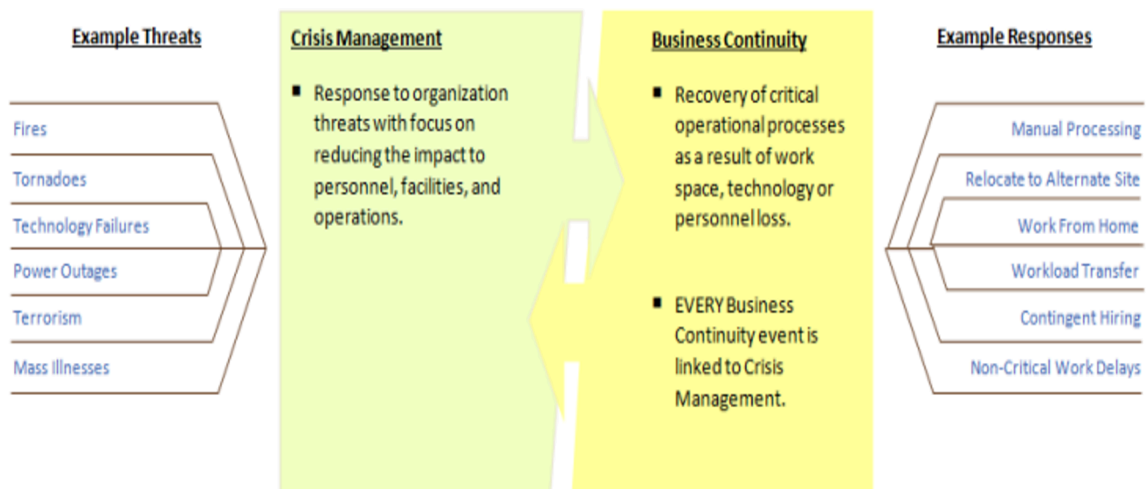 Example Threats
Fires
Tornadoes
Technology Failures
Power Outages
Terrorism
Mass Illnesses
Crisis Management
▪ Response to organization
threats with focus on
reducing the impact to
personnel, facilities, and
operations.
Business Continuity
▪ Recovery of critical
operational processes
as a result of work
space, technology or
personnel loss.
▪ EVERY Business
Continuity event is
linked to Crisis
Management.
Example Responses
Manual Processing
Relocate to Alternate Site
Work From Home
Workload Transfer
Contingent Hiring
Non-Critical Work Delays